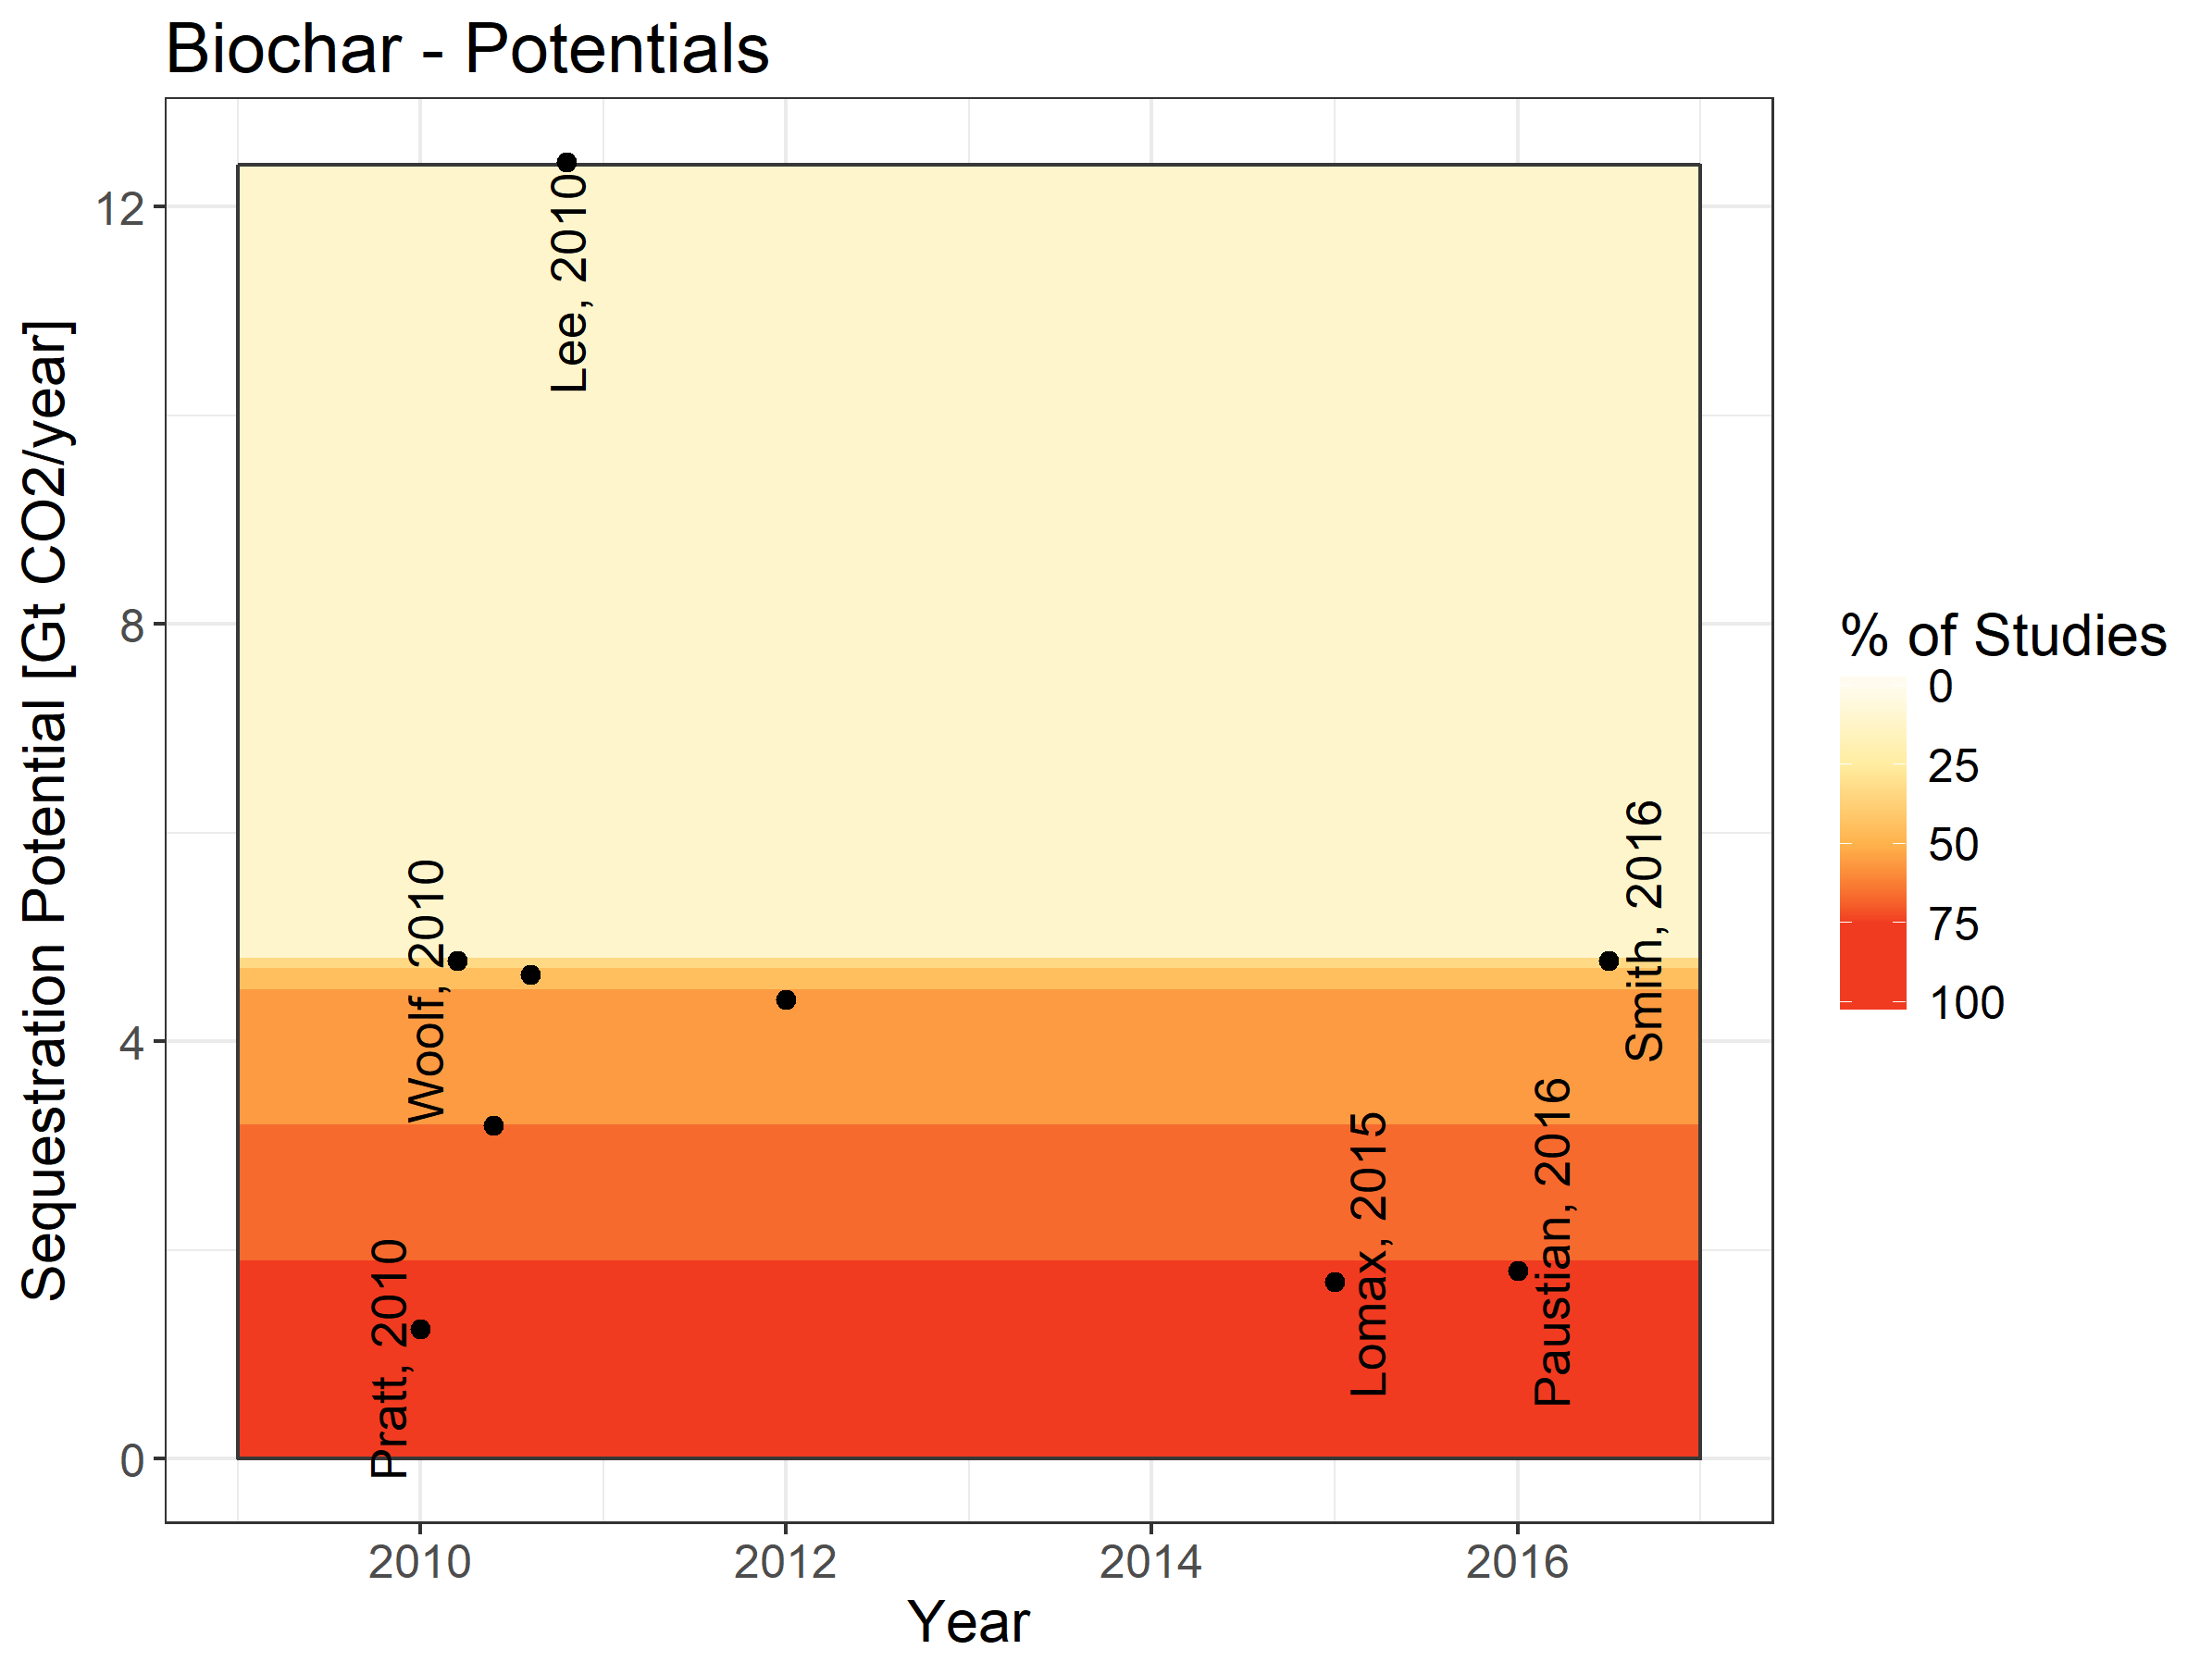 Biochar - Potentials
Sequestration Potential [Gt CO2/year]
12
8
4
0
Lee, 2010
Woolf, 2010
Pratt, 2010
Lomax, 2015
Paustian, 2016
Smith, 2016
2010
2012
2014
2016
Year
% of Studies
0
25
50
75
100